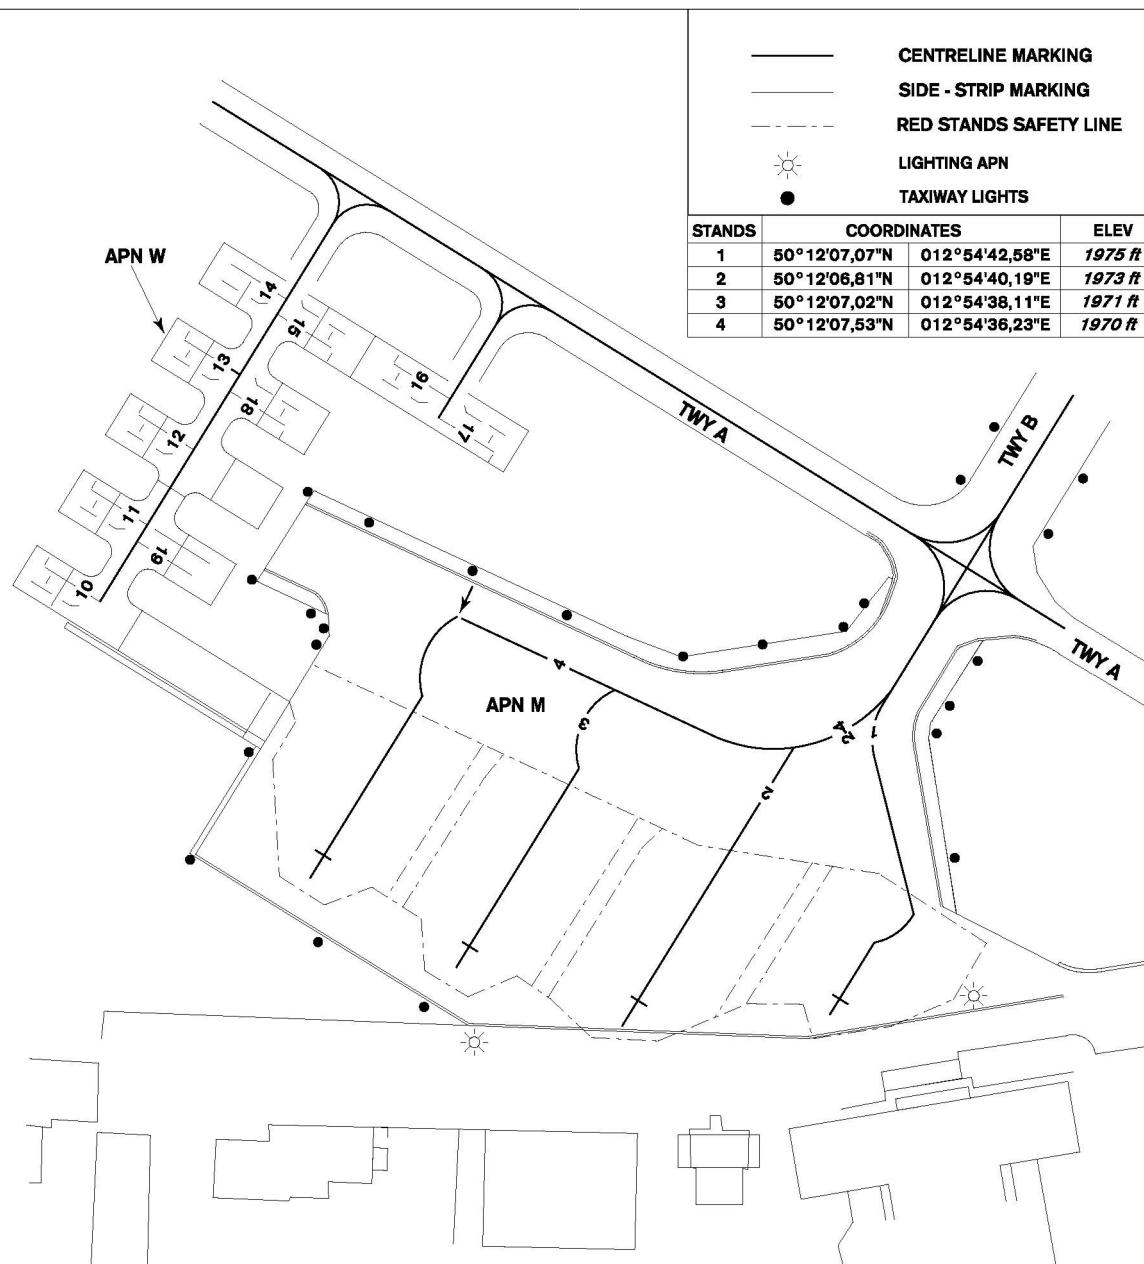 CENTRELINE MARKING
SIDE - STRIP MARKING
RED STANDS SAFETY LINE
LIGHTING APN
TAXIWAY LIGHTS
STANDS COORDINATES ELEV
1 50°12'07,07"N 012°54'42,58"E 1975 ft
2 50°12'06,81"N 012°54'40,19"E 1973 ft
3 50°12'07,02"N 012°54'38,11"E 1971 ft
4 50°12'07,53"N 012°54'36,23"E 1970 ft
APN W
14
15
13
16
18
17
12
11
19
10
TWY A
TWY B
TWY A
4
APN M
3
2-4
1
2